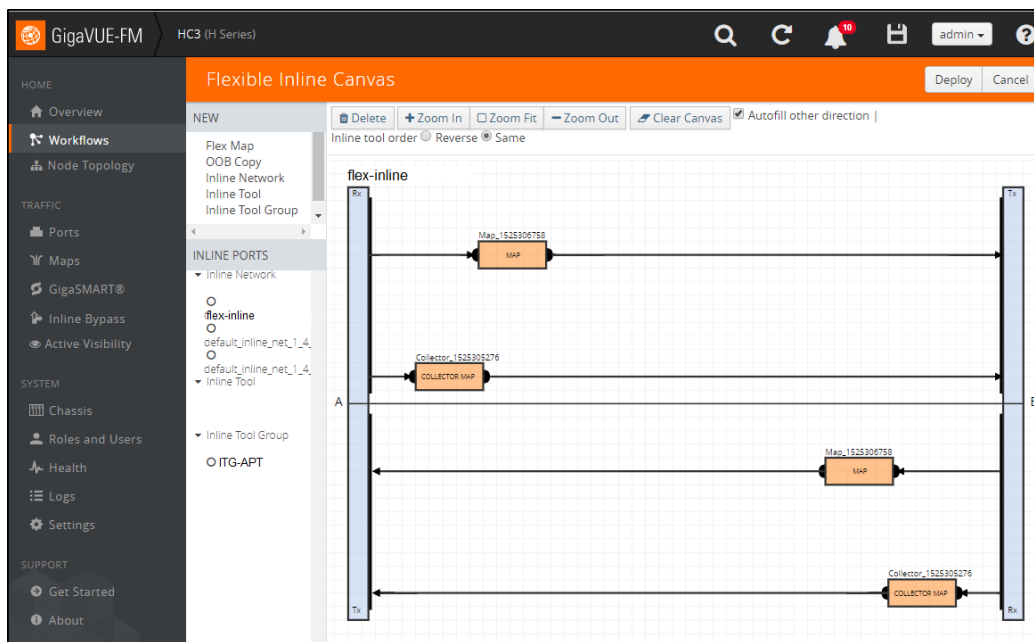 GigaVUE-FM
HC3 (H Series)
10
admin
?
HOME
Overview
Workflows
Node Topology
TRAFFIC
Ports
Maps
GigaSMART®
Inline Bypass
Active Visibility
SYSTEM
Chassis
Roles and Users
Health
Logs
Settings
SUPPORT
Get Started
About
Flexible Inline Canvas
Deploy
Cancel
NEW
Flex Map
OOB Copy
Inline Network
Inline Tool
Inline Tool Group
INLINE PORTS
Inline Network
flex-inline
default_inline_net_1_4_
default_inline_net_1_4_
Inline Tool
Inline Tool Group
ITG-APT
Delete
Zoom In
Zoom Fit
Zoom Out
Clear Canvas
Autofill other direction |
Inline tool order Reverse Same
flex-inline
Rx
Tx
Map_1525306758
MAP
Collector_1525305276
COLLECTOR MAP
A
Map_1525306758
MAP
Collector_1525305276
COLLECTOR MAP
Tx
Rx